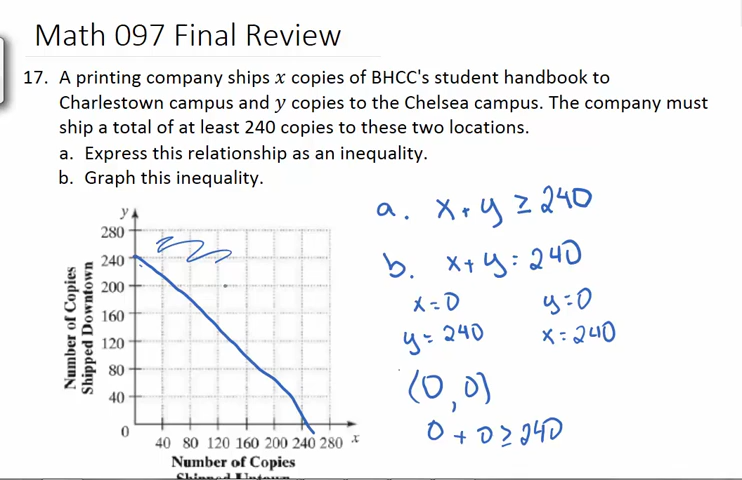 Math 097 Final Review
17. A printing company ships x copies of BHCC's student handbook to
Charlestown campus and y copies to the Chelsea campus. The company must
ship a total of at least 240 copies to these two locations.
a. Express this relationship as an inequality.
b. Graph this inequality.
a. x + y ≥ 240
b. x + y = 240
x = 0 y = 0
y = 240 x = 240
(0, 0)
0 + 0 ≥ 240
y
280
240
200
160
120
80
40
0
40 80 120 160 200 240 280 x
Number of Copies
Shipped Downtown
Number of Copies
Shipped Uptown